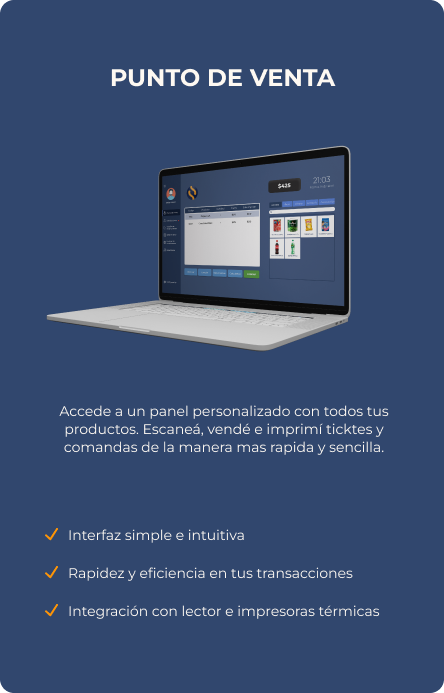 PUNTO DE VENTA
$425
21:03
Accede a un panel personalizado con todos tus
productos. Escaneá, vendé e imprimí ticktes y
comandas de la manera mas rapida y sencilla.
Interfaz simple e intuitiva
Rapidez y eficiencia en tus transacciones
Integración con lector e impresoras térmicas